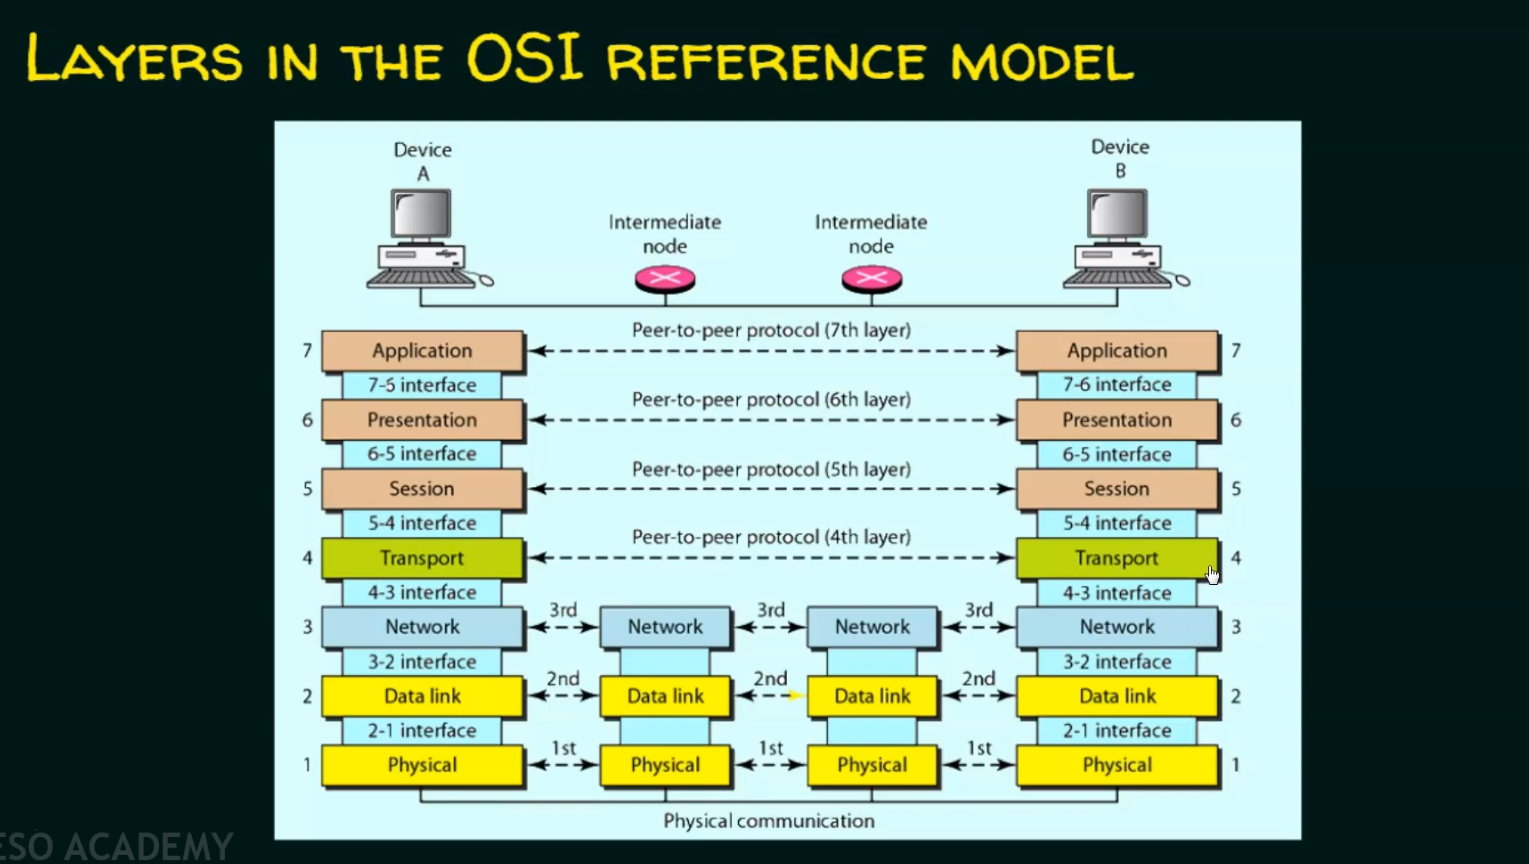 LAYERS IN THE OSI REFERENCE MODEL
Device
A
Device
B
Intermediate
node
Intermediate
node
Peer-to-peer protocol (7th layer)
7 Application Application 7
7-6 interface 7-6 interface
Peer-to-peer protocol (6th layer)
6 Presentation Presentation 6
6-5 interface 6-5 interface
Peer-to-peer protocol (5th layer)
5 Session Session 5
5-4 interface 5-4 interface
Peer-to-peer protocol (4th layer)
4 Transport Transport 4
4-3 interface 4-3 interface
3rd 3rd 3rd
3 Network Network Network Network 3
3-2 interface 3-2 interface
2nd 2nd 2nd
2 Data link Data link Data link Data link 2
2-1 interface 2-1 interface
1st 1st 1st
1 Physical Physical Physical Physical 1
Physical communication
ESO ACADEMY